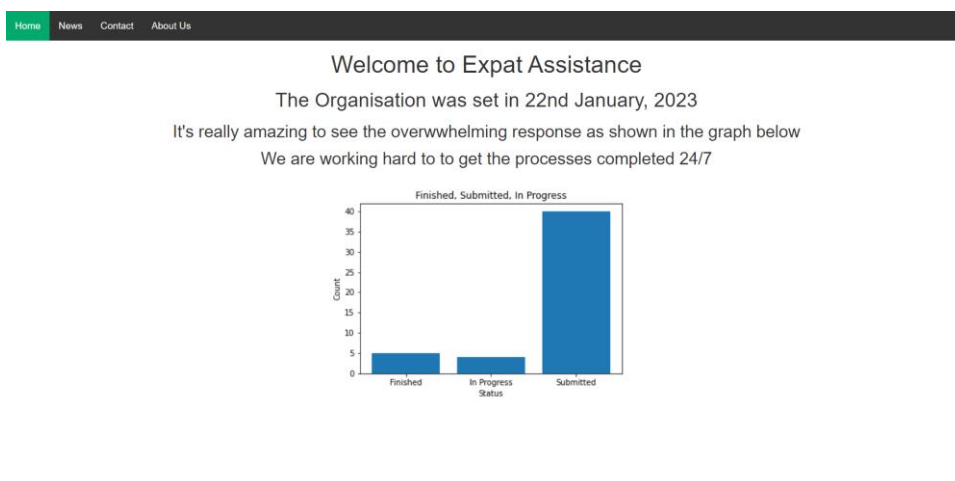 Home News Contact About Us
Welcome to Expat Assistance
The Organisation was set in 22nd January, 2023
It's really amazing to see the overwwhelming response as shown in the graph below
We are working hard to to get the processes completed 24/7
Finished, Submitted, In Progress
40
35
30
25
20
15
10
5
0
Count
Finished In Progress Submitted
Status